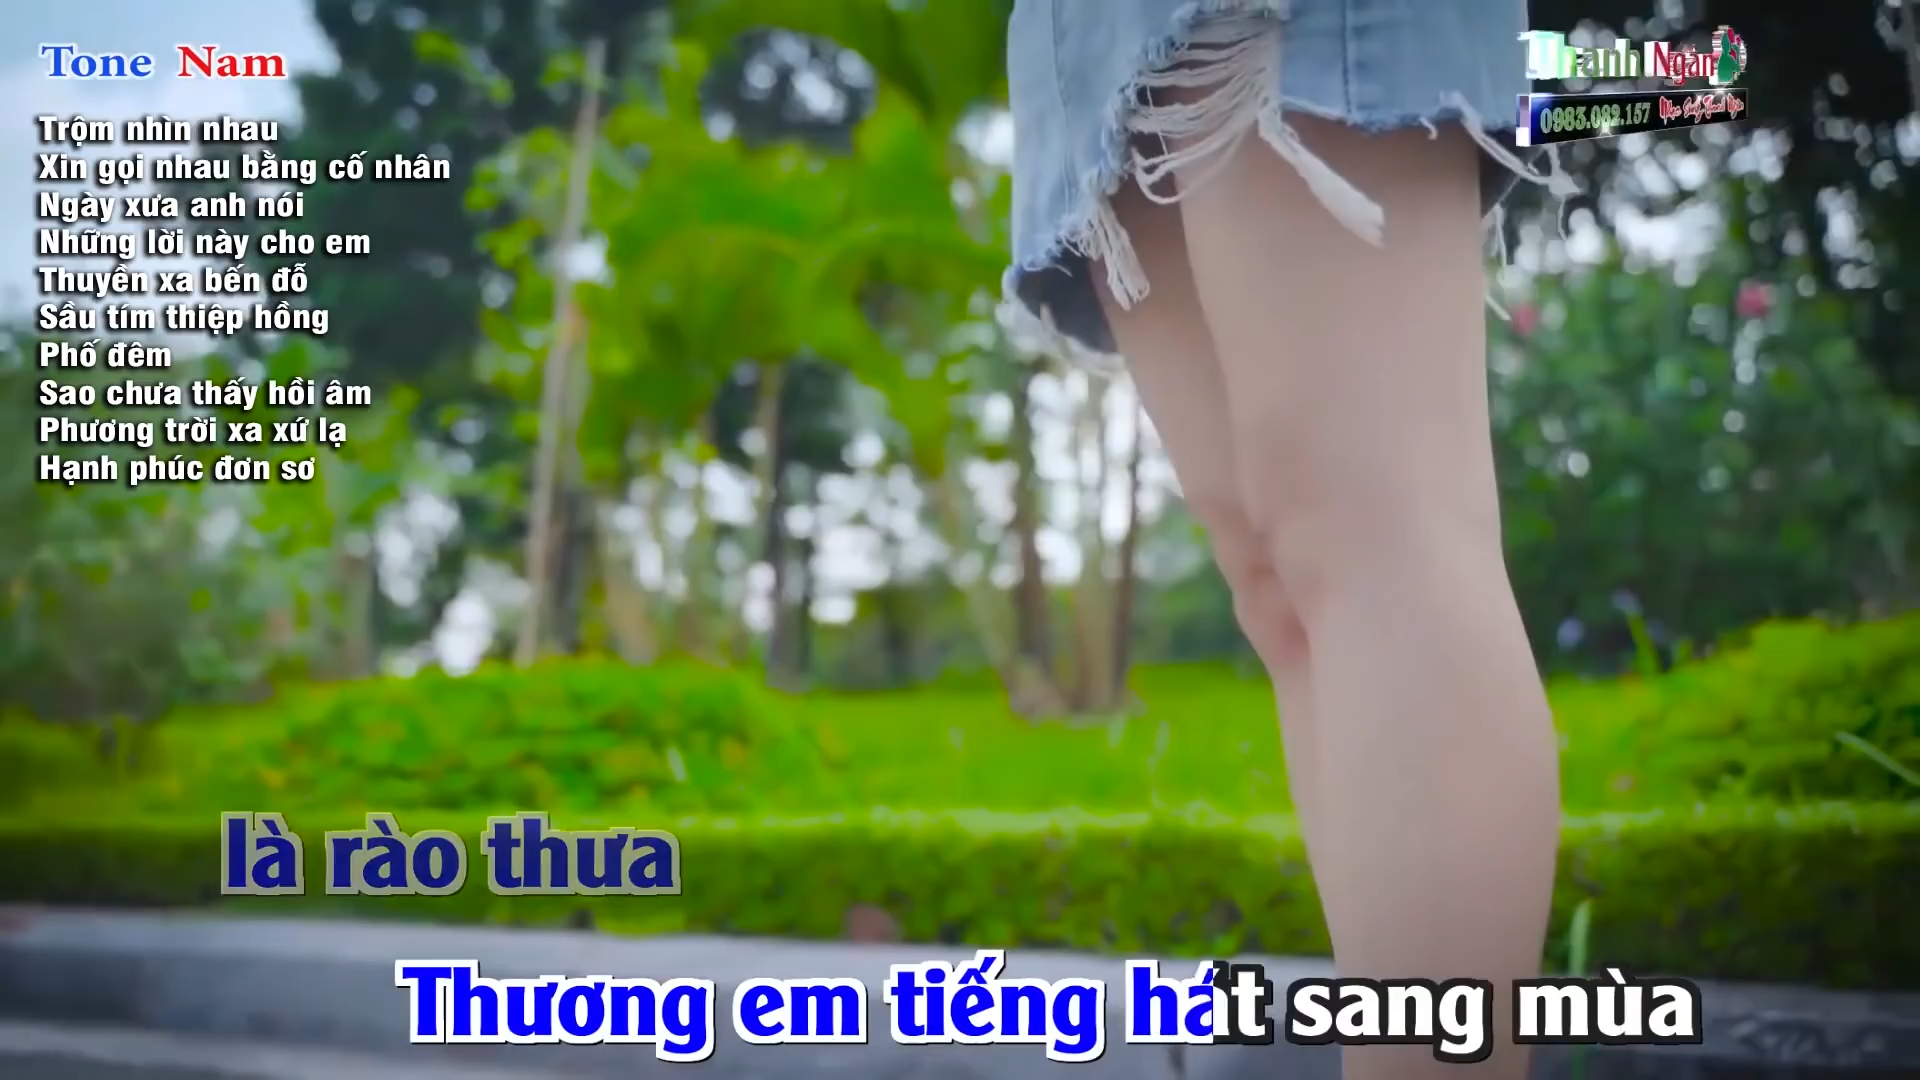 Tone Nam
Trộm nhìn nhau
Xin gọi nhau bằng cố nhân
Ngày xưa anh nói
Những lời này cho em
Thuyền xa bến đỗ
Sầu tím thiệp hồng
Phố đêm
Sao chưa thấy hồi âm
Phương trời xa xứ lạ
Hạnh phúc đơn sơ
Thanh Ngân
0983.082.157
là rào thưa
Thương em tiếng hát sang mùa